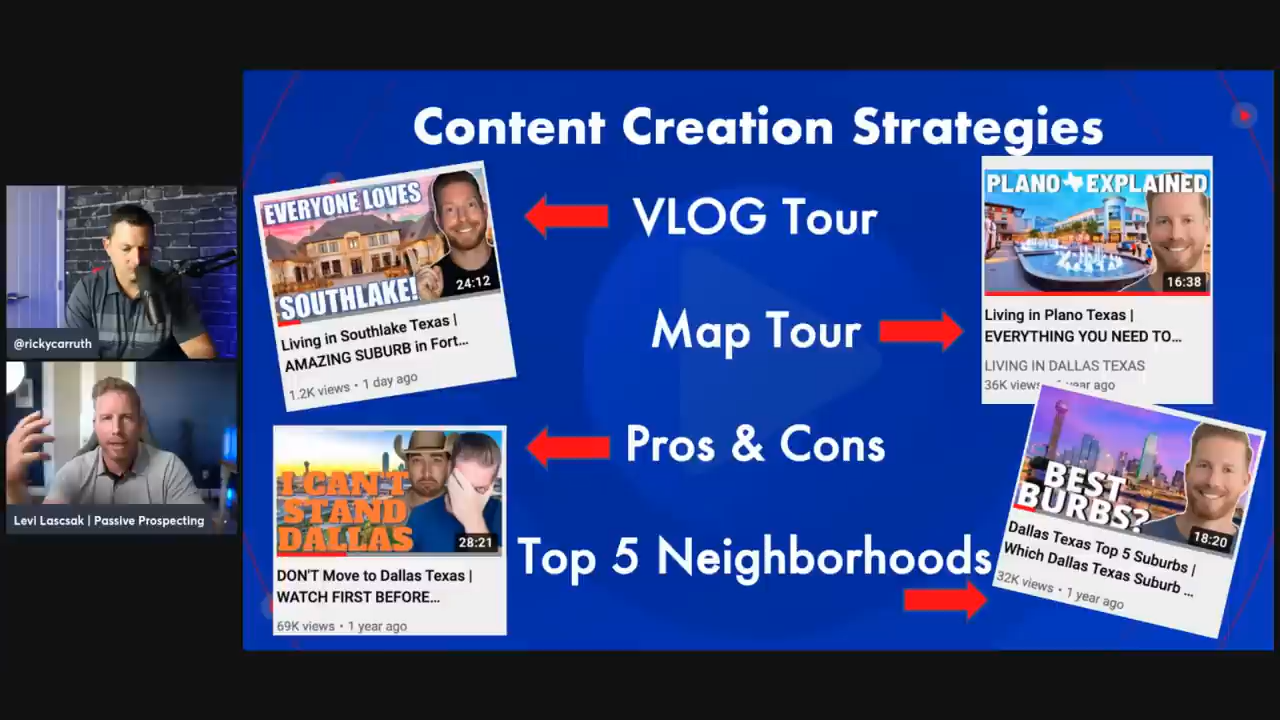 Content Creation Strategies
EVERYONE LOVES
SOUTHLAKE!
24:12
Living in Southlake Texas |
AMAZING SUBURB in Fort...
1.2K views • 1 day ago
VLOG Tour
PLANO EXPLAINED
16:38
Living in Plano Texas |
EVERYTHING YOU NEED TO...
LIVING IN DALLAS TEXAS
36K views • 1 year ago
Map Tour
@rickycarruth
Levi Lascsak | Passive Prospecting
I CAN'T
STAND
DALLAS
28:21
DON'T Move to Dallas Texas |
WATCH FIRST BEFORE...
69K views • 1 year ago
Pros & Cons
BEST
BURBS?
18:20
Dallas Texas Top 5 Suburbs |
Which Dallas Texas Suburb ...
32K views • 1 year ago
Top 5 Neighborhoods